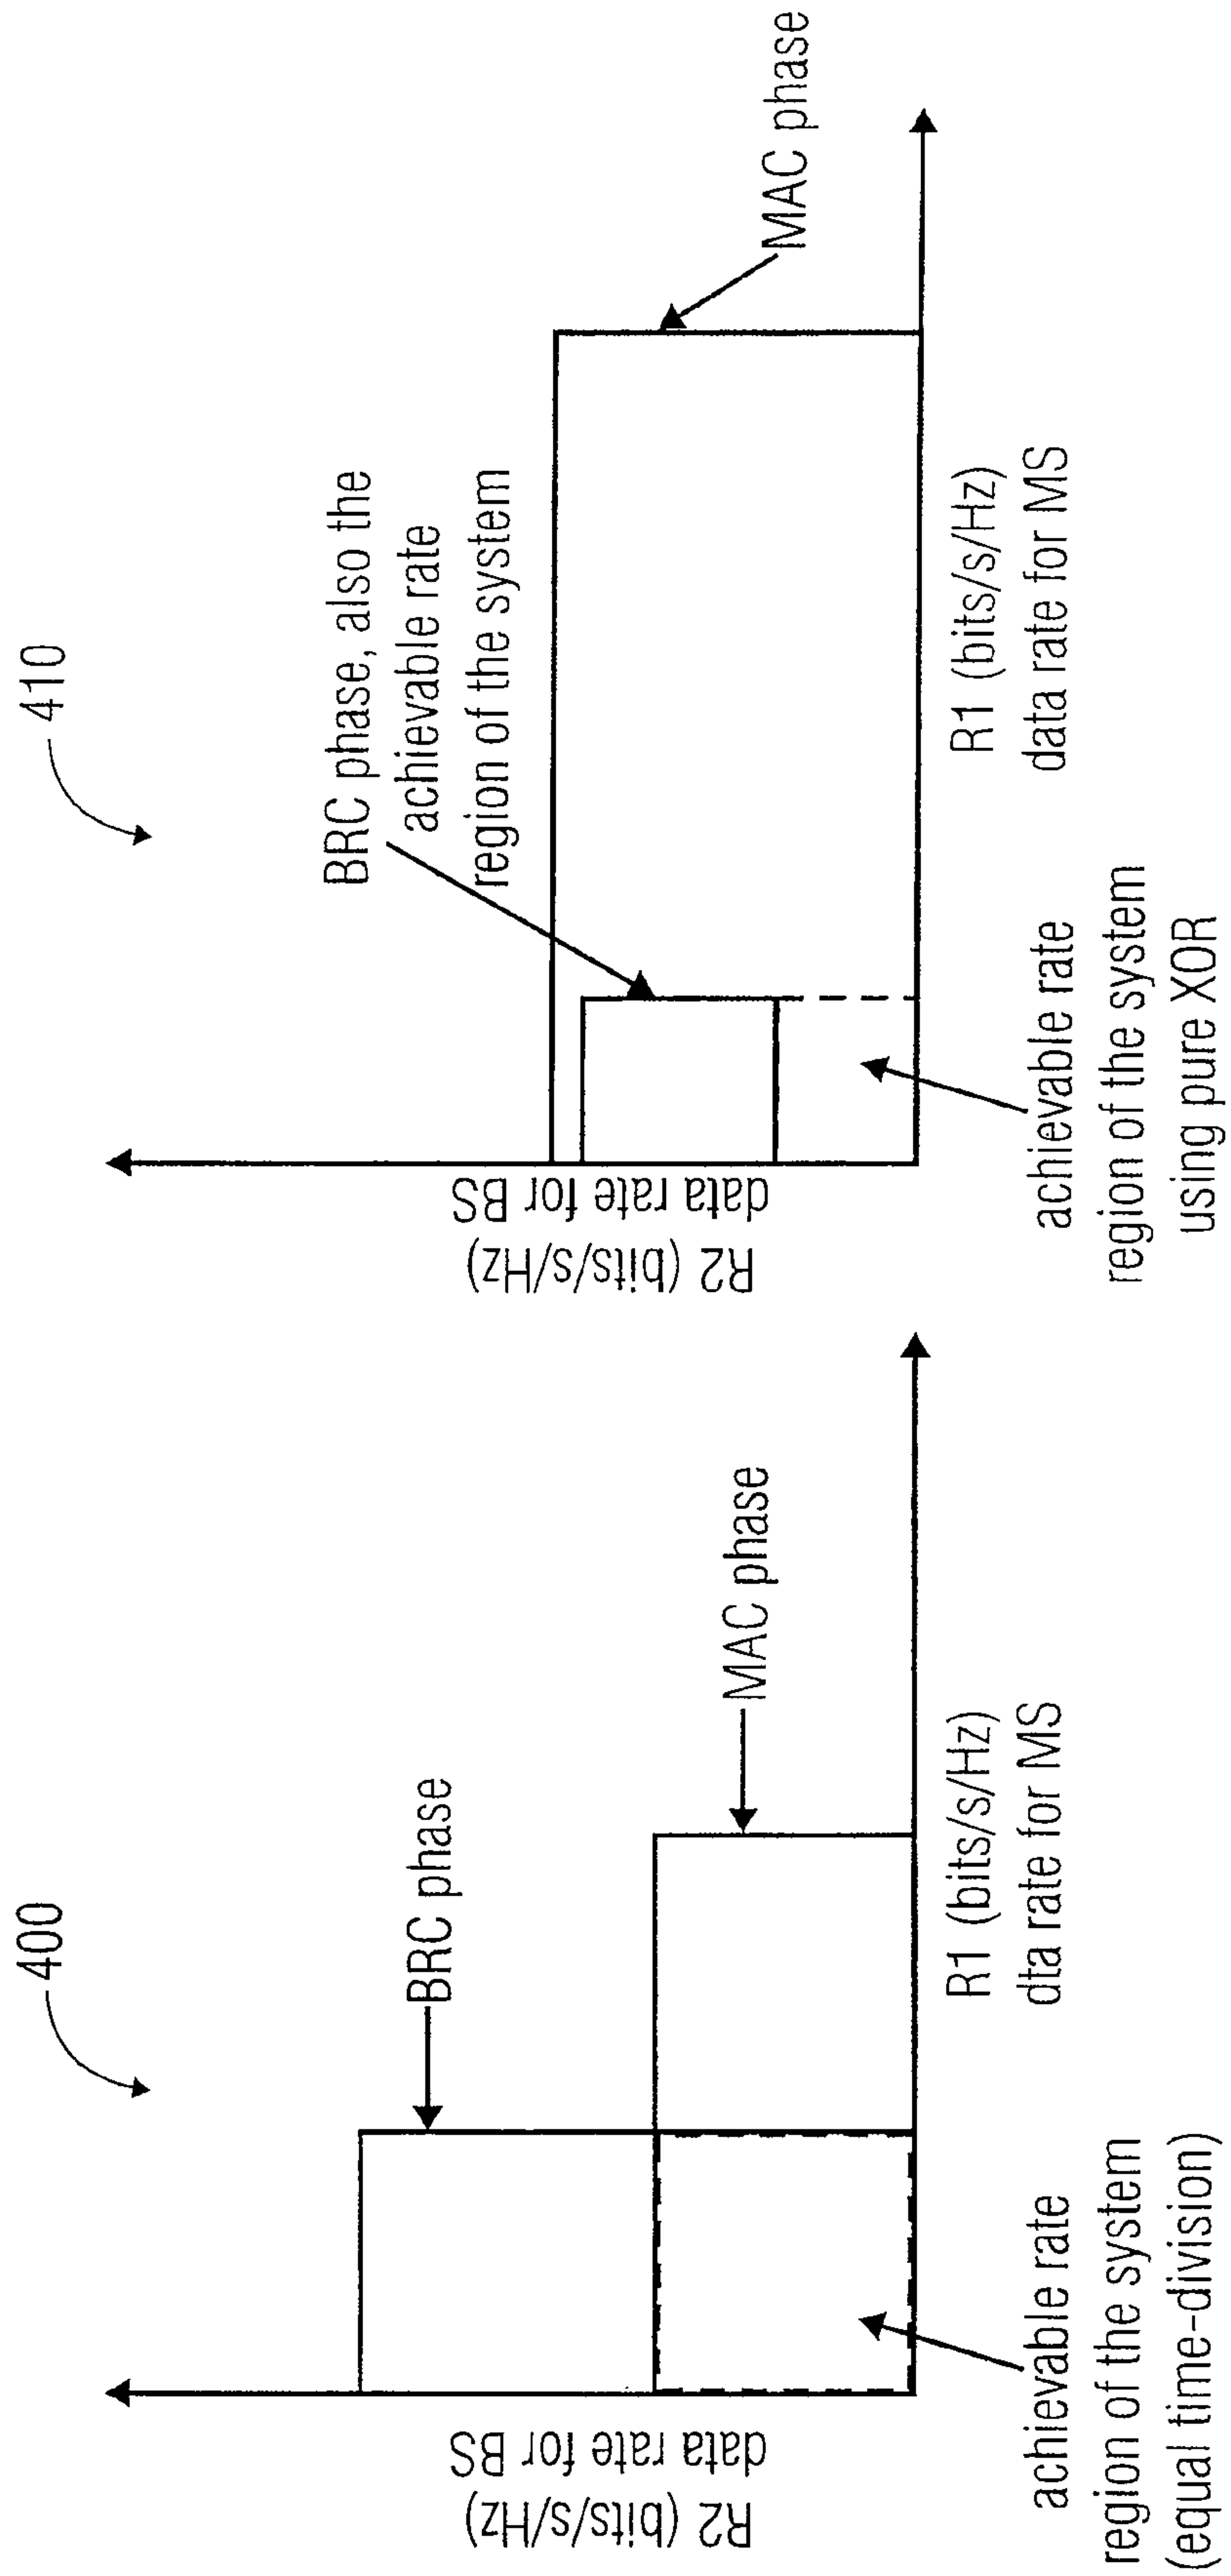 400
BRC phase
MAC phase
R2 (bits/s/Hz)
data rate for BS
R1 (bits/s/Hz)
dta rate for MS
achievable rate
region of the system
(equal time-division)
410
BRC phase, also the
achievable rate
region of the system
MAC phase
R2 (bits/s/Hz)
data rate for BS
R1 (bits/s/Hz)
data rate for MS
achievable rate
region of the system
using pure XOR